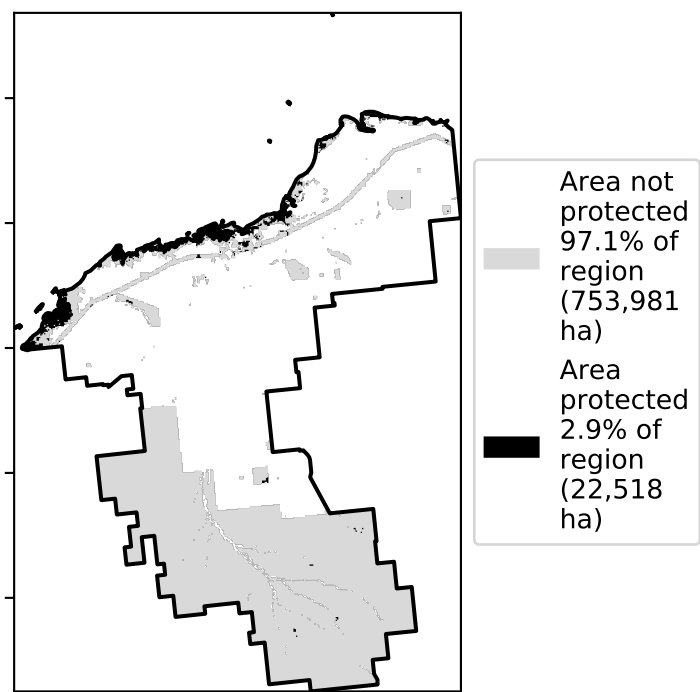 Area not
protected
97.1% of
region
(753,981
ha)
Area
protected
2.9% of
region
(22,518
ha)